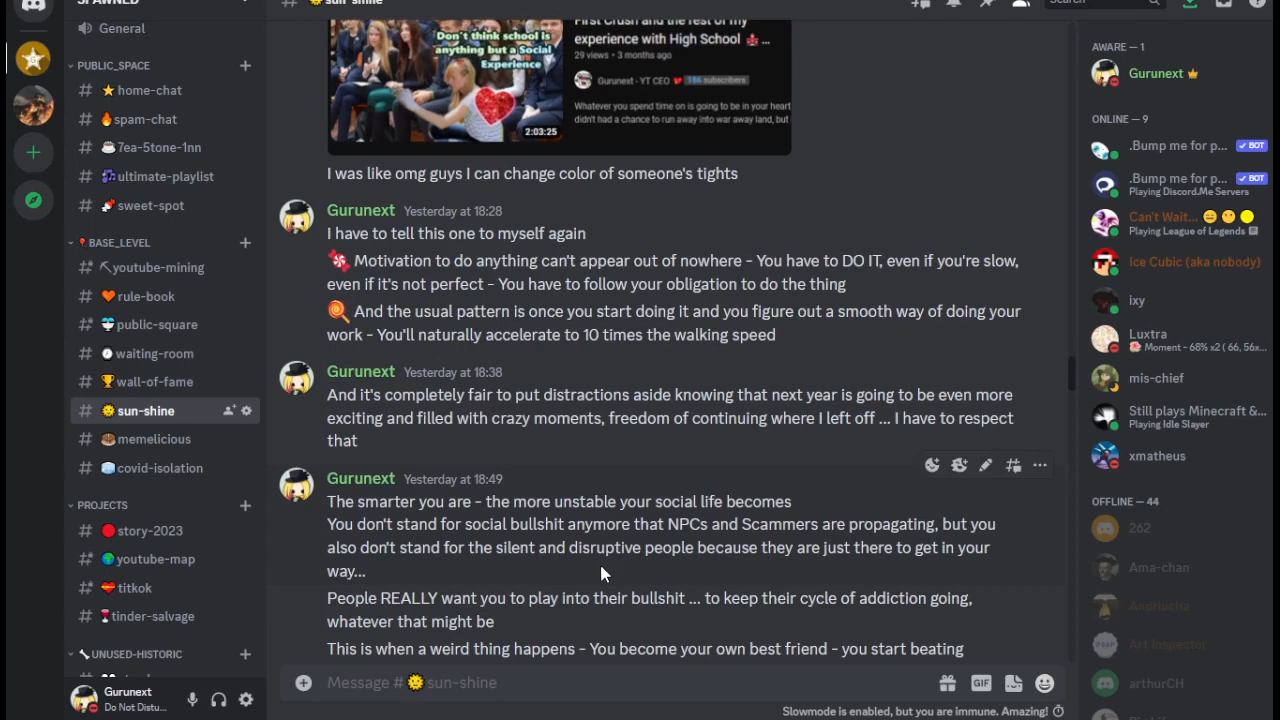 SPAWNED
General
PUBLIC_SPACE
home-chat
spam-chat
7ea-5tone-1nn
ultimate-playlist
sweet-spot
BASE_LEVEL
youtube-mining
rule-book
public-square
waiting-room
wall-of-fame
sun-shine
memelicious
covid-isolation
PROJECTS
story-2023
youtube-map
titkok
tinder-salvage
UNUSED-HISTORIC
Gurunext
Do Not Distu...
sun-shine
Search
Don't think school is
anything but a Social
Experience
2:03:25
First Crush and the rest of my
experience with High School ...
29 views • 3 months ago
Gurunext - YT CEO 186 subscribers
Whatever you spend time on is going to be in your heart
didn't had a chance to run away into war away land, but
I was like omg guys I can change color of someone's tights
Gurunext Yesterday at 18:28
I have to tell this one to myself again
Motivation to do anything can't appear out of nowhere - You have to DO IT, even if you're slow,
even if it's not perfect - You have to follow your obligation to do the thing
And the usual pattern is once you start doing it and you figure out a smooth way of doing your
work - You'll naturally accelerate to 10 times the walking speed
Gurunext Yesterday at 18:38
And it's completely fair to put distractions aside knowing that next year is going to be even more
exciting and filled with crazy moments, freedom of continuing where I left off ... I have to respect
that
Gurunext Yesterday at 18:49
The smarter you are - the more unstable your social life becomes
You don't stand for social bullshit anymore that NPCs and Scammers are propagating, but you
also don't stand for the silent and disruptive people because they are just there to get in your
way...
People REALLY want you to play into their bullshit ... to keep their cycle of addiction going,
whatever that might be
This is when a weird thing happens - You become your own best friend - you start beating
Message # sun-shine
GIF
Slowmode is enabled, but you are immune. Amazing!
AWARE — 1
Gurunext
ONLINE — 9
.Bump me for p... BOT
.Bump me for p... BOT
Playing Discord.Me Servers
Can't Wait...
Playing League of Legends
Ice Cubic (aka nobody)
ixy
Luxtra
Moment - 68% x2 ( 66, 56x...
mis-chief
Still plays Minecraft &...
Playing Idle Slayer
xmatheus
OFFLINE — 44
262
Ama-chan
Andriucha
Art Inspector
arthurCH